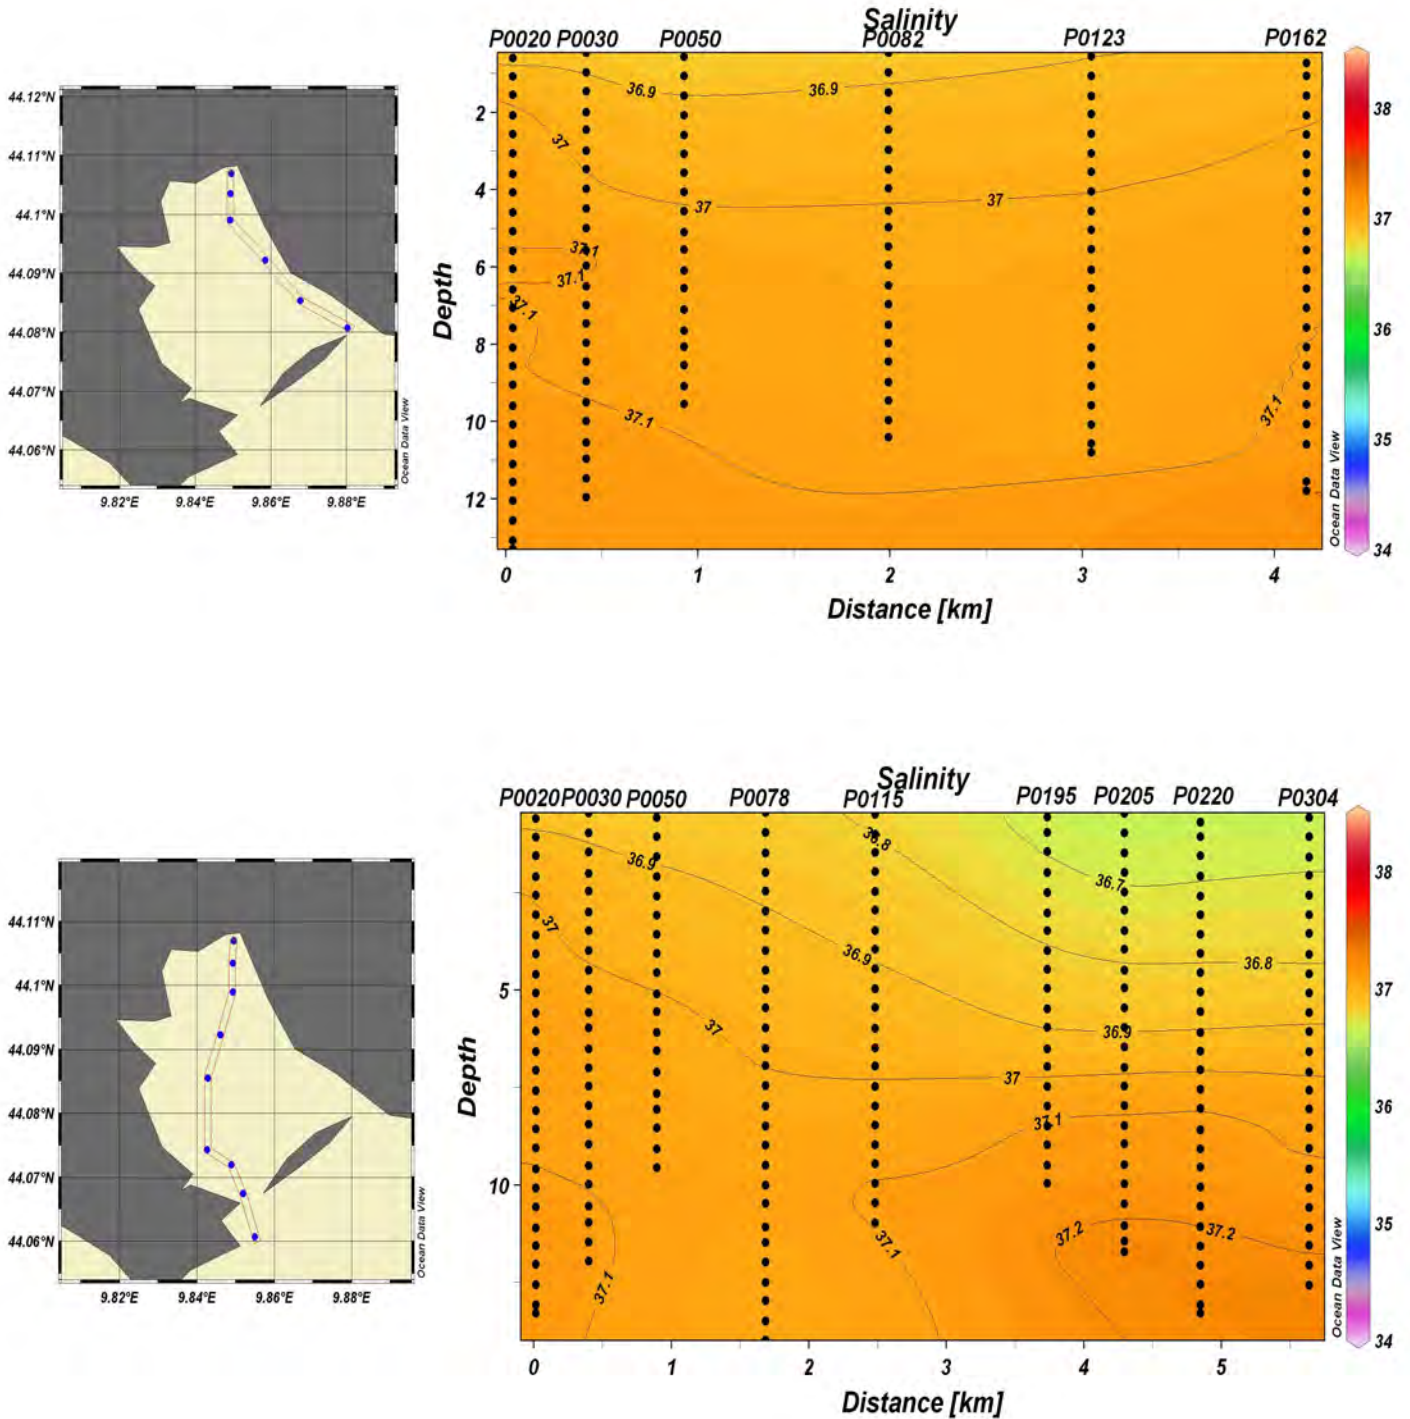 Salinity
P0020 P0030 P0050 P0082 P0123 P0162
44.12°N
44.11°N
44.1°N
44.09°N
44.08°N
44.07°N
44.06°N
9.82°E 9.84°E 9.86°E 9.88°E
Ocean Data View
Depth
2
4
6
8
10
12
36.9 36.9
37 37 37
37.1
37.1
37.1
37.1 37.1
0 1 2 3 4
Distance [km]
Ocean Data View
38
37
36
35
34
Salinity
P0020 P0030 P0050 P0078 P0115 P0195 P0205 P0220 P0304
44.11°N
44.1°N
44.09°N
44.08°N
44.07°N
44.06°N
9.82°E 9.84°E 9.86°E 9.88°E
Ocean Data View
Depth
5
10
36.8
36.9 36.7
37 36.9 36.8
37 36.9
37
37.1
37.2 37.2
37.1 37.1
0 1 2 3 4 5
Distance [km]
Ocean Data View
38
37
36
35
34